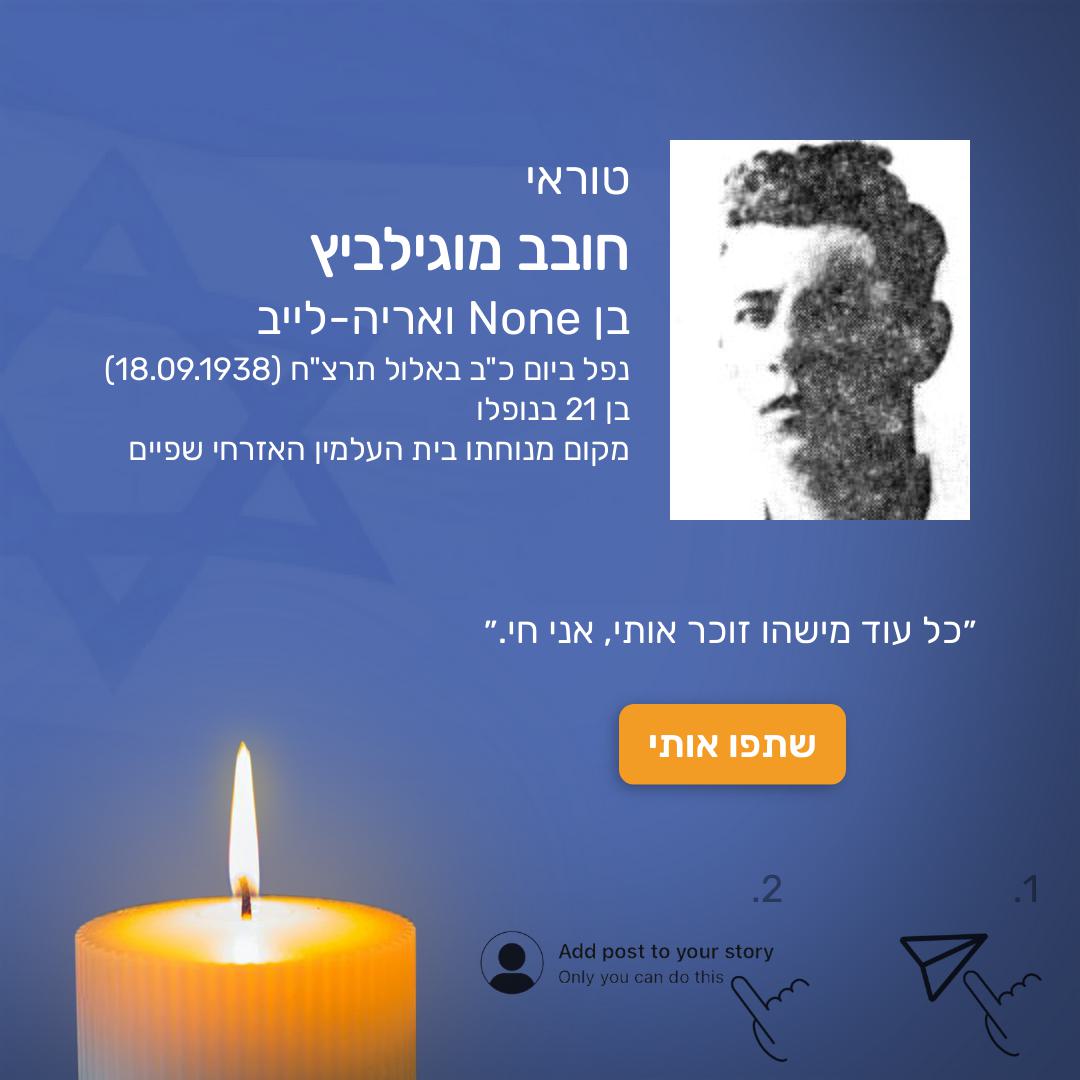 טוראי
חובב מוגילביץ
בן None ואריה-לייב
נפל ביום כ"ב באלול תרצ"ח (18.09.1938)
בן 21 בנופלו
מקום מנוחתו בית העלמין האזרחי שפיים
״כל עוד מישהו זוכר אותי, אני חי.״
שתפו אותי
1.
2.
Add post to your story
Only you can do this